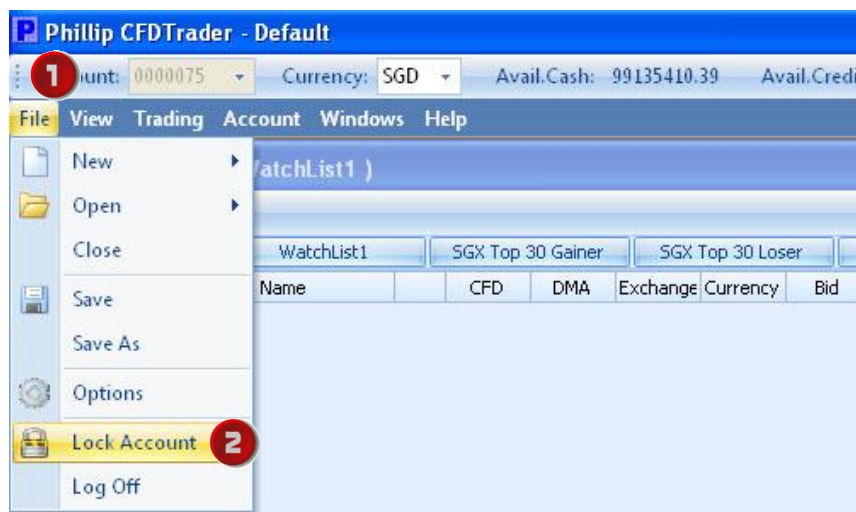 Phillip CFDTrader - Default
1 ount: 0000075 Currency: SGD Avail.Cash: 99135410.39 Avail.Credi
File View Trading Account Windows Help
New atchList1 )
Open
Close WatchList1 SGX Top 30 Gainer SGX Top 30 Loser
Name CFD DMA Exchange Currency Bid
Save
Save As
Options
Lock Account 2
Log Off